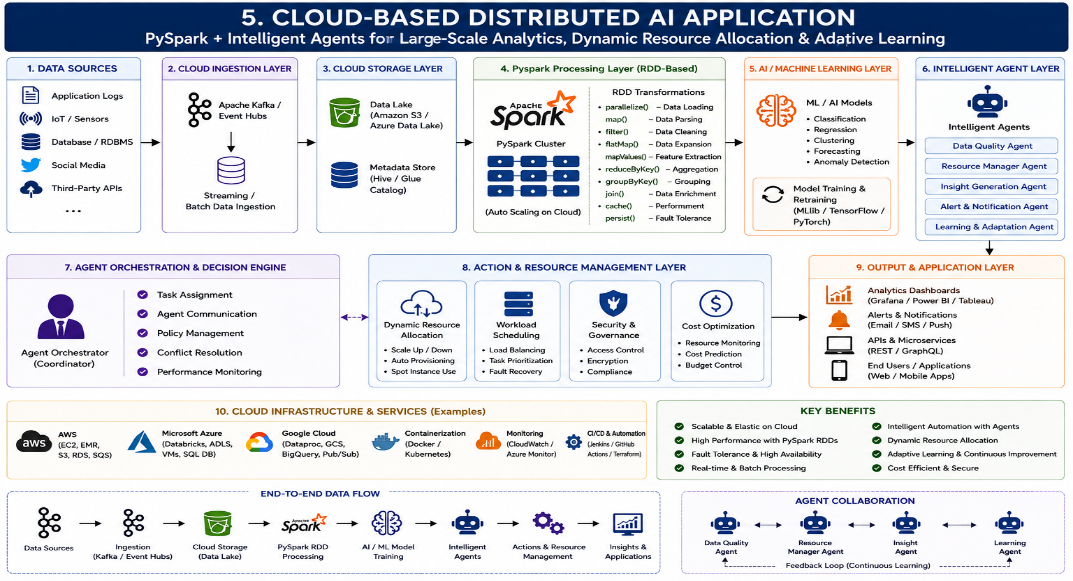 5. CLOUD-BASED DISTRIBUTED AI APPLICATION
PySpark + Intelligent Agents for Large-Scale Analytics, Dynamic Resource Allocation & Adaptive Learning
1. DATA SOURCES
Application Logs
IoT / Sensors
Database / RDBMS
Social Media
Third-Party APIs
...
2. CLOUD INGESTION LAYER
Apache Kafka /
Event Hubs
Streaming /
Batch Data Ingestion
3. CLOUD STORAGE LAYER
Data Lake
(Amazon S3 /
Azure Data Lake)
Metadata Store
(Hive / Glue
Catalog)
4. Pyspark Processing Layer (RDD-Based)
APACHE
Spark
PySpark Cluster
(Auto Scaling on Cloud)
RDD Transformations
• parallelize() – Data Loading
map() – Data Parsing
• filter() – Data Cleaning
• flatMap() – Data Expansion
mapValues() – Feature Extraction
• reduceByKey() – Aggregation
• groupByKey() – Grouping
join() – Data Enrichment
• cache() – Performment
persist() – Fault Tolerance
5. AI / MACHINE LEARNING LAYER
ML / AI Models
• Classification
• Regression
• Clustering
• Forecasting
• Anomaly Detection
Model Training &
Retraining
(MLlib / TensorFlow /
PyTorch)
6. INTELLIGENT AGENT LAYER
Intelligent Agents
Data Quality Agent
Resource Manager Agent
Insight Generation Agent
Alert & Notification Agent
Learning & Adaptation Agent
7. AGENT ORCHESTRATION & DECISION ENGINE
Agent Orchestrator
(Coordinator)
Task Assignment
Agent Communication
Policy Management
Conflict Resolution
Performance Monitoring
8. ACTION & RESOURCE MANAGEMENT LAYER
Dynamic Resource
Allocation
• Scale Up / Down
• Auto Provisioning
• Spot Instance Use
Workload
Scheduling
• Load Balancing
• Task Prioritization
• Fault Recovery
Security &
Governance
• Access Control
• Encryption
• Compliance
$
Cost Optimization
• Resource Monitoring
• Cost Prediction
• Budget Control
9. OUTPUT & APPLICATION LAYER
Analytics Dashboards
(Grafana / Power BI / Tableau)
Alerts & Notifications
(Email / SMS / Push)
APIs & Microservices
(REST / GraphQL)
End Users / Applications
(Web / Mobile Apps)
10. CLOUD INFRASTRUCTURE & SERVICES (Examples)
aws
AWS
(EC2, EMR,
S3, RDS, SQS)
Microsoft Azure
(Databricks, ADLS,
VMs, SQL DB)
Google Cloud
(Dataproc, GCS,
BigQuery, Pub/Sub)
Containerization
(Docker /
Kubernetes)
Monitoring
(CloudWatch /
Azure Monitor)
CI/CD & Automation
(Jenkins / GitHub
Actions / Terraform)
KEY BENEFITS
Scalable & Elastic on Cloud
High Performance with PySpark RDDs
Fault Tolerance & High Availability
Real-time & Batch Processing
Intelligent Automation with Agents
Dynamic Resource Allocation
Adaptive Learning & Continuous Improvement
Cost Efficient & Secure
END-TO-END DATA FLOW
Data Sources
Ingestion
(Kafka / Event Hubs)
Cloud Storage
(Data Lake)
PySpark
PySpark RDD
Processing
AI / ML Model
Training
Intelligent
Agents
Actions & Resource
Management
Insights &
Applications
AGENT COLLABORATION
Data Quality
Agent
Resource
Manager Agent
Insight
Agent
Learning
Agent
Feedback Loop (Continuous Learning)